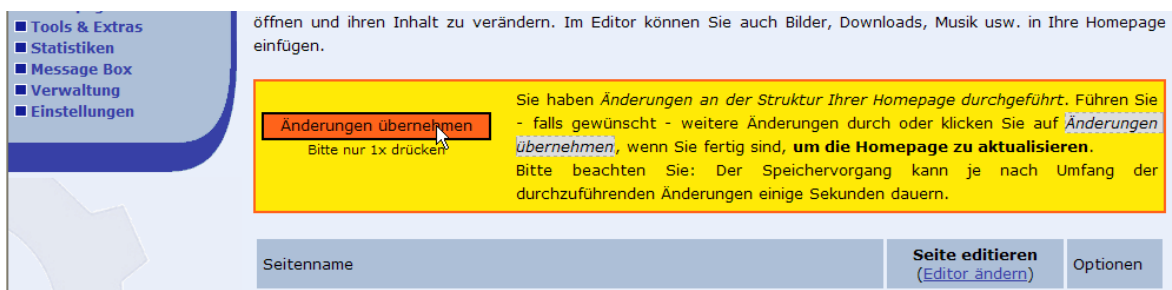 Tools & Extras
Statistiken
Message Box
Verwaltung
Einstellungen
öffnen und ihren Inhalt zu verändern. Im Editor können Sie auch Bilder, Downloads, Musik usw. in Ihre Homepage
einfügen.
Änderungen übernehmen
Bitte nur 1x drücken
Sie haben Änderungen an der Struktur Ihrer Homepage durchgeführt. Führen Sie
- falls gewünscht - weitere Änderungen durch oder klicken Sie auf Änderungen
übernehmen, wenn Sie fertig sind, um die Homepage zu aktualisieren.
Bitte beachten Sie: Der Speichervorgang kann je nach Umfang der
durchzuführenden Änderungen einige Sekunden dauern.
Seitenname
Seite editieren
(Editor ändern)
Optionen